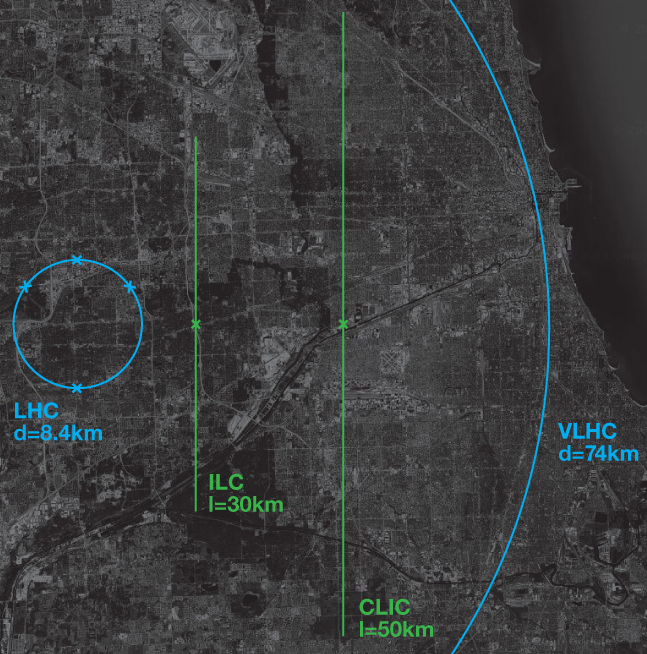 LHC
d=8.4km
VLHC
d=74km
ILC
l=30km
CLIC
l=50km